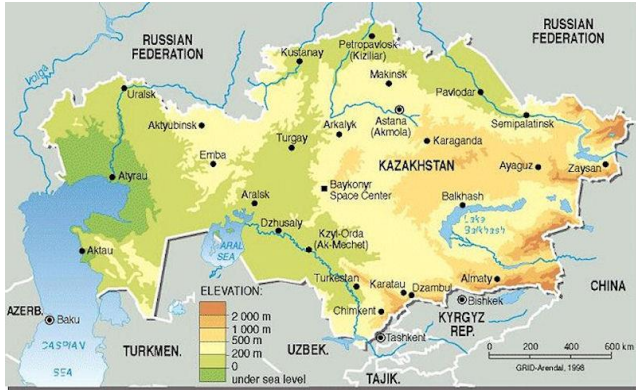 RUSSIAN
FEDERATION
RUSSIAN
FEDERATION
Volga
Kustanay
Petropavlosk
(Kiziliar)
Makinsk
Uralsk
Pavlodar
Aktyubinsk
Astana
(Akmola)
Semipalatinsk
Turgay
Arkalyk
Karaganda
Emba
KAZAKHSTAN
Ayaguz
Zaysan
Atyrau
Baykonyr
Space Center
Aralsk
Balkhash
Lake
Balkhash
Dzhusaly
Kzyl-Orda
(Ak-Mechet)
ARAL
SEA
Aktau
Turkestan
Karatau
Dzambul
Almaty
ELEVATION:
2 000 m
1 000 m
500 m
200 m
0
under sea level
Chimkent
Bishkek
CHINA
AZERB.
Baku
KYRGYZ
REP.
CASPIAN
SEA
TURKMEN.
UZBEK.
Tashkent
TAJIK.
0 200 400 600 km
GRID-Arendal, 1998